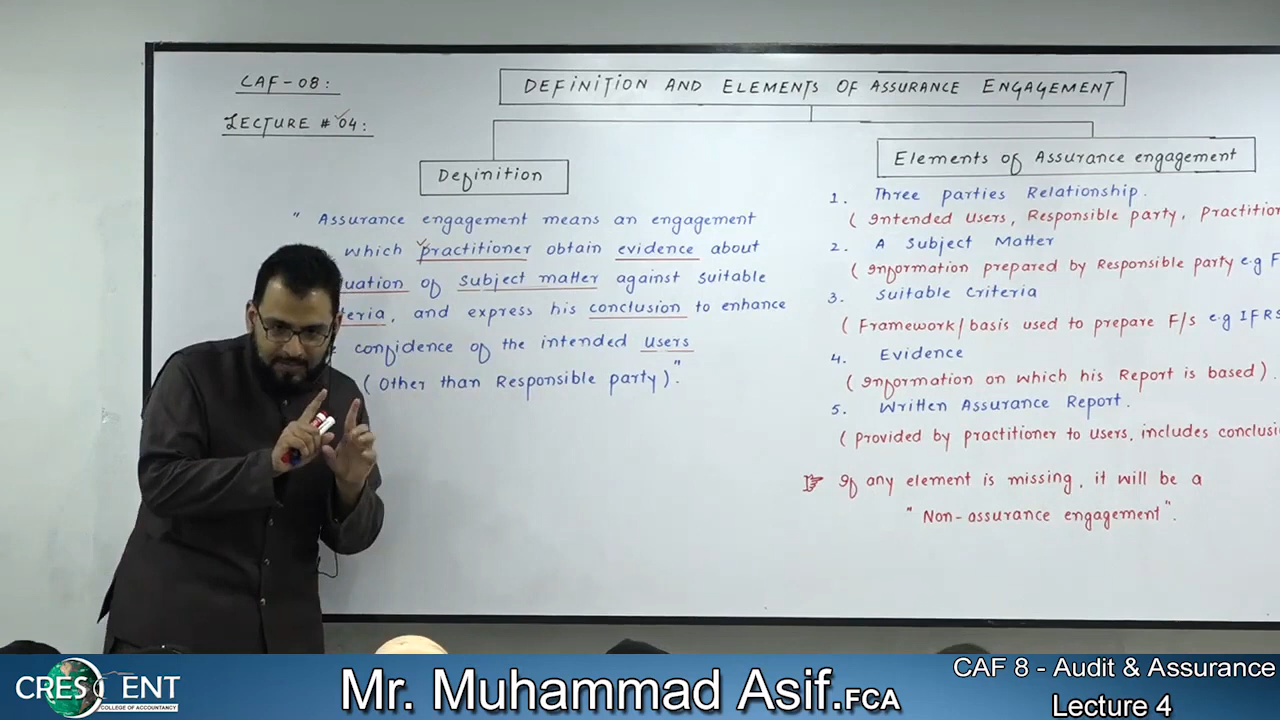 CAF-08:
LECTURE # 04:
DEFINITION AND ELEMENTS OF ASSURANCE ENGAGEMENT
Definition
" Assurance engagement means an engagement
which practitioner obtain evidence about
uation of subject matter against suitable
teria, and express his conclusion to enhance
confidence of the intended users
(Other than Responsible party)".
Elements of Assurance engagement
1. Three parties Relationship.
(Intended Users, Responsible party, Practition
2. A Subject Matter
(Information prepared by Responsible party e.g F
3. Suitable Criteria
(Framework/basis used to prepare F/s e.g IFRS
4. Evidence
(Information on which his Report is based).
5. Written Assurance Report.
(Provided by practitioner to users, includes conclusi
If any element is missing, it will be a
"Non-assurance engagement".
CRESCENT
COLLEGE OF ACCOUNTANCY
Mr. Muhammad Asif.FCA
CAF 8 - Audit & Assurance
Lecture 4